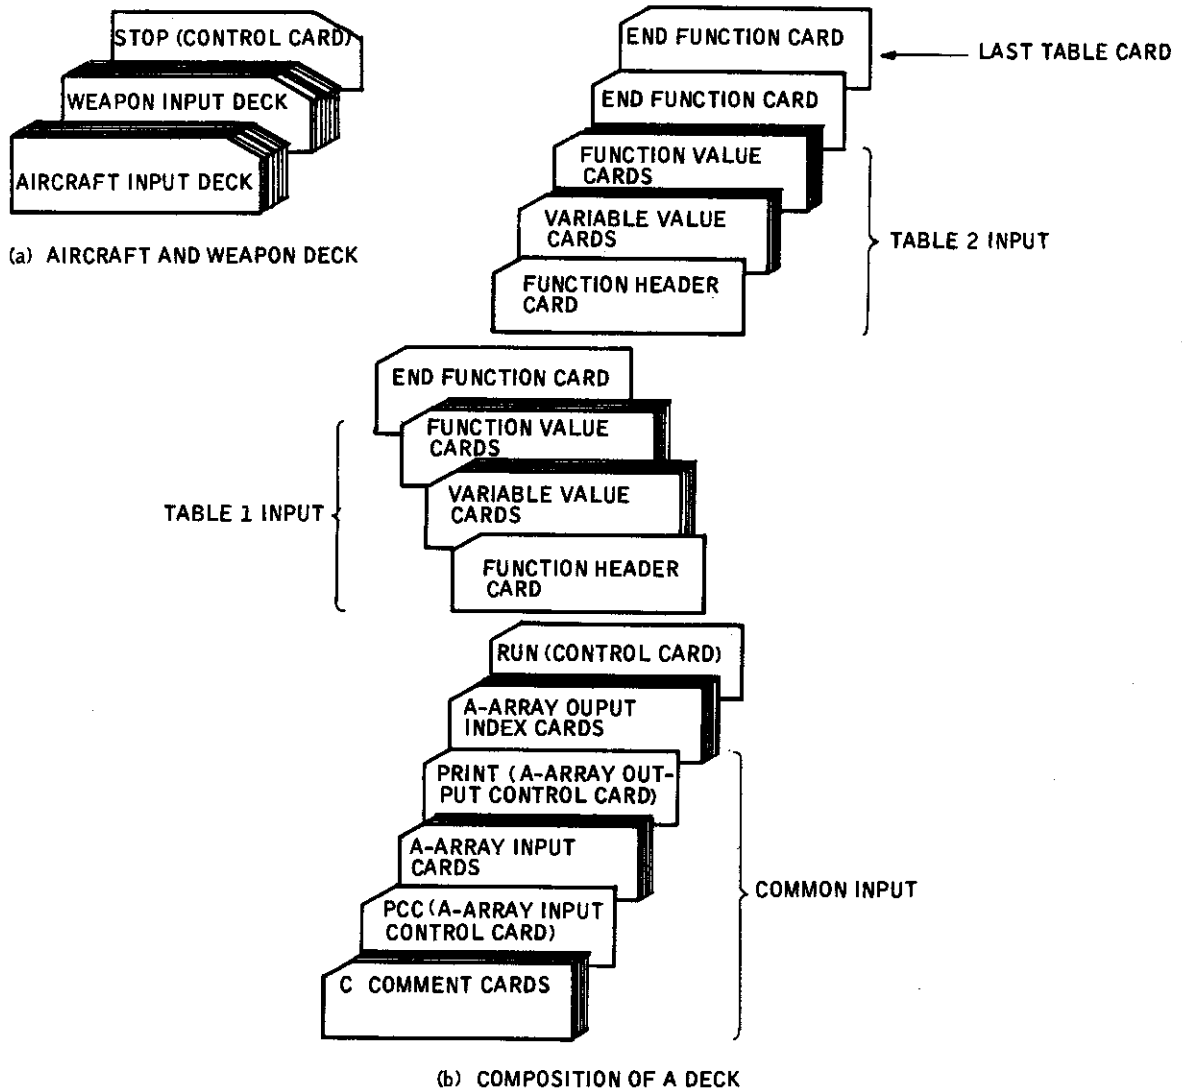 STOP (CONTROL CARD)
WEAPON INPUT DECK
AIRCRAFT INPUT DECK
(a) AIRCRAFT AND WEAPON DECK
END FUNCTION CARD
LAST TABLE CARD
END FUNCTION CARD
FUNCTION VALUE
CARDS
VARIABLE VALUE
CARDS
TABLE 2 INPUT
FUNCTION HEADER
CARD
END FUNCTION CARD
FUNCTION VALUE
CARDS
VARIABLE VALUE
CARDS
TABLE 1 INPUT
FUNCTION HEADER
CARD
RUN (CONTROL CARD)
A-ARRAY OUPUT
INDEX CARDS
PRINT (A-ARRAY OUT-
PUT CONTROL CARD)
A-ARRAY INPUT
CARDS
COMMON INPUT
PCC (A-ARRAY INPUT
CONTROL CARD)
C COMMENT CARDS
(b) COMPOSITION OF A DECK